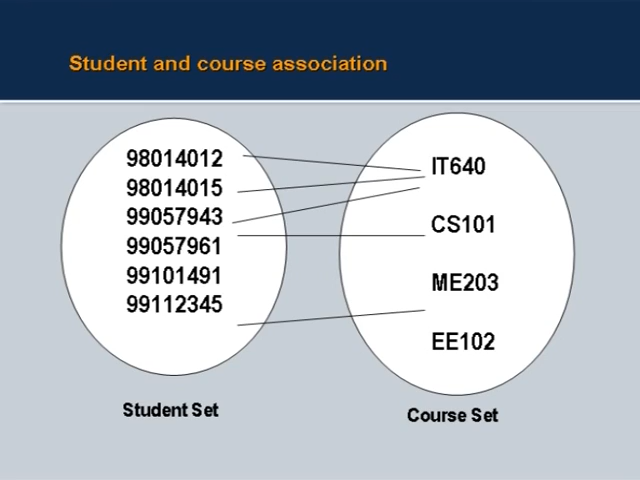 Student and course association
98014012
98014015
99057943
99057961
99101491
99112345
IT640
CS101
ME203
EE102
Student Set
Course Set